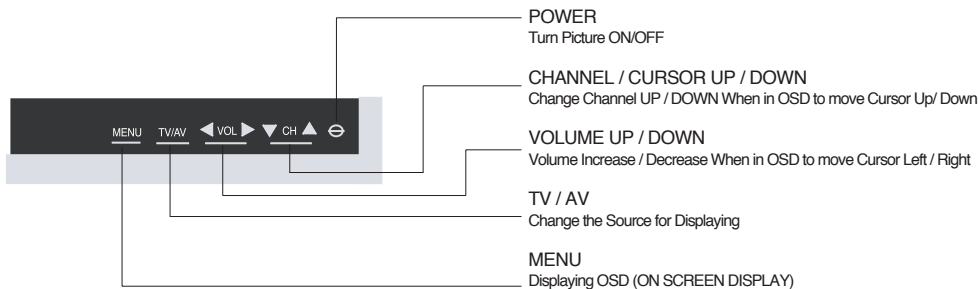 POWER
Turn Picture ON/OFF
CHANNEL / CURSOR UP / DOWN
Change Channel UP / DOWN When in OSD to move Cursor Up/ Down
MENU TV/AV VOL CH
VOLUME UP / DOWN
Volume Increase / Decrease When in OSD to move Cursor Left / Right
TV / AV
Change the Source for Displaying
MENU
Displaying OSD (ON SCREEN DISPLAY)